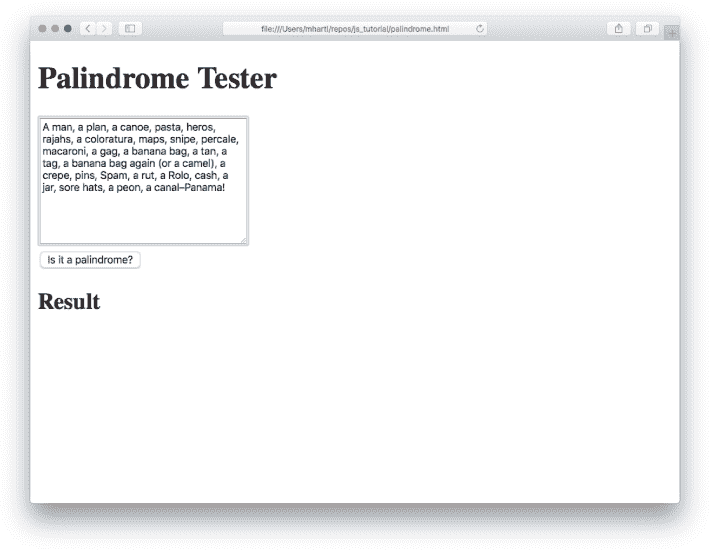 file:///Users/mhartl/repos/js_tutorial/palindrome.html
Palindrome Tester
A man, a plan, a canoe, pasta, heros,
rajahs, a coloratura, maps, snipe, percale,
macaroni, a gag, a banana bag, a tan, a
tag, a banana bag again (or a camel), a
crepe, pins, Spam, a rut, a Rolo, cash, a
jar, sore hats, a peon, a canal–Panama!
Is it a palindrome?
Result